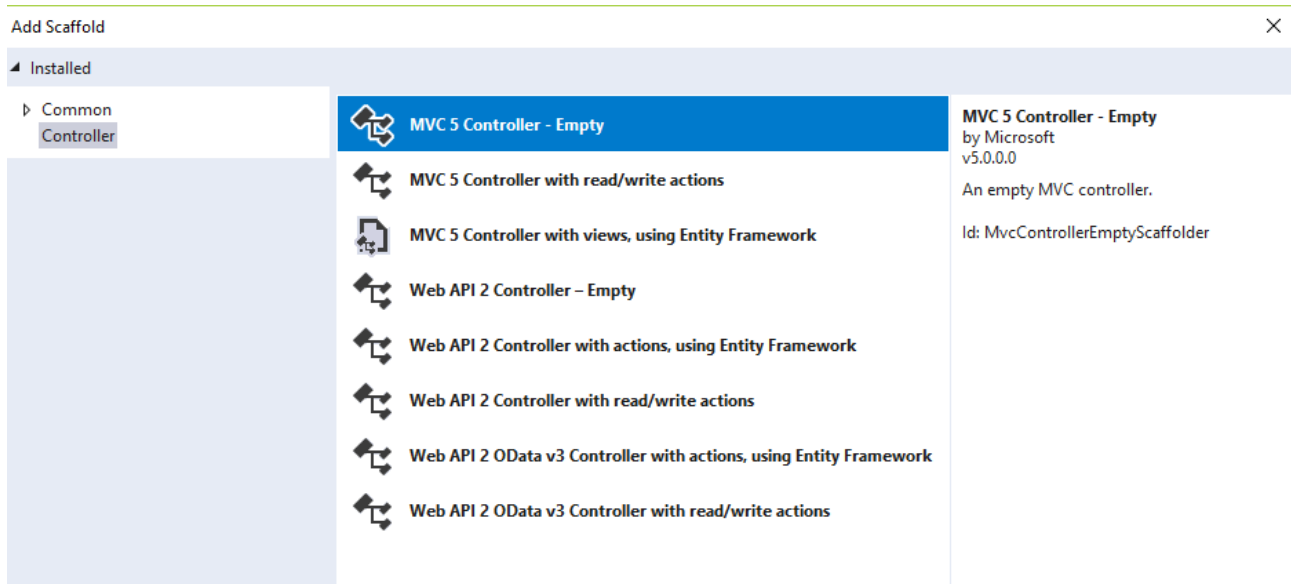 Add Scaffold
Installed
Common
Controller
MVC 5 Controller - Empty
MVC 5 Controller with read/write actions
MVC 5 Controller with views, using Entity Framework
Web API 2 Controller – Empty
Web API 2 Controller with actions, using Entity Framework
Web API 2 Controller with read/write actions
Web API 2 OData v3 Controller with actions, using Entity Framework
Web API 2 OData v3 Controller with read/write actions
MVC 5 Controller - Empty
by Microsoft
v5.0.0.0
An empty MVC controller.
Id: MvcControllerEmptyScaffolder